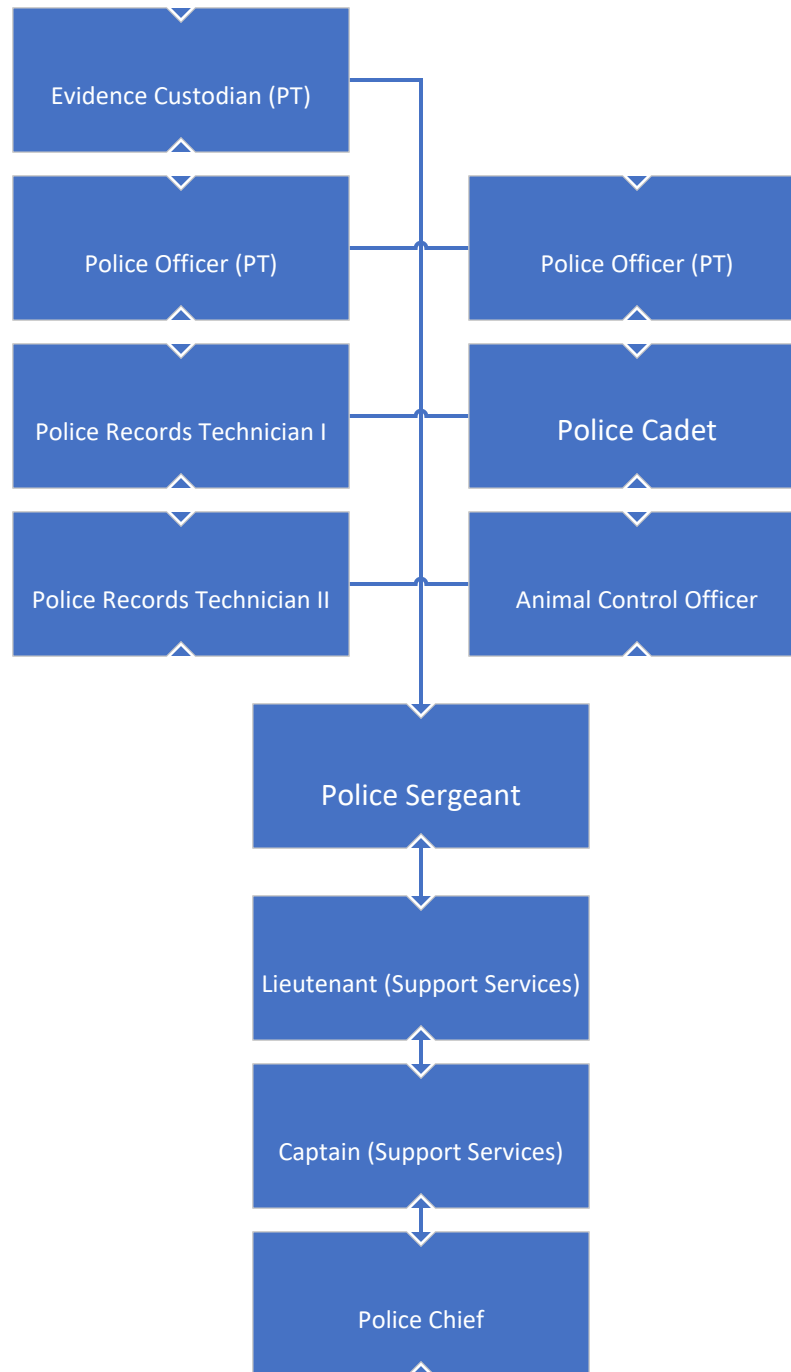 Evidence Custodian (PT)
Police Officer (PT)
Police Officer (PT)
Police Records Technician I
Police Cadet
Police Records Technician II
Animal Control Officer
Police Sergeant
Lieutenant (Support Services)
Captain (Support Services)
Police Chief